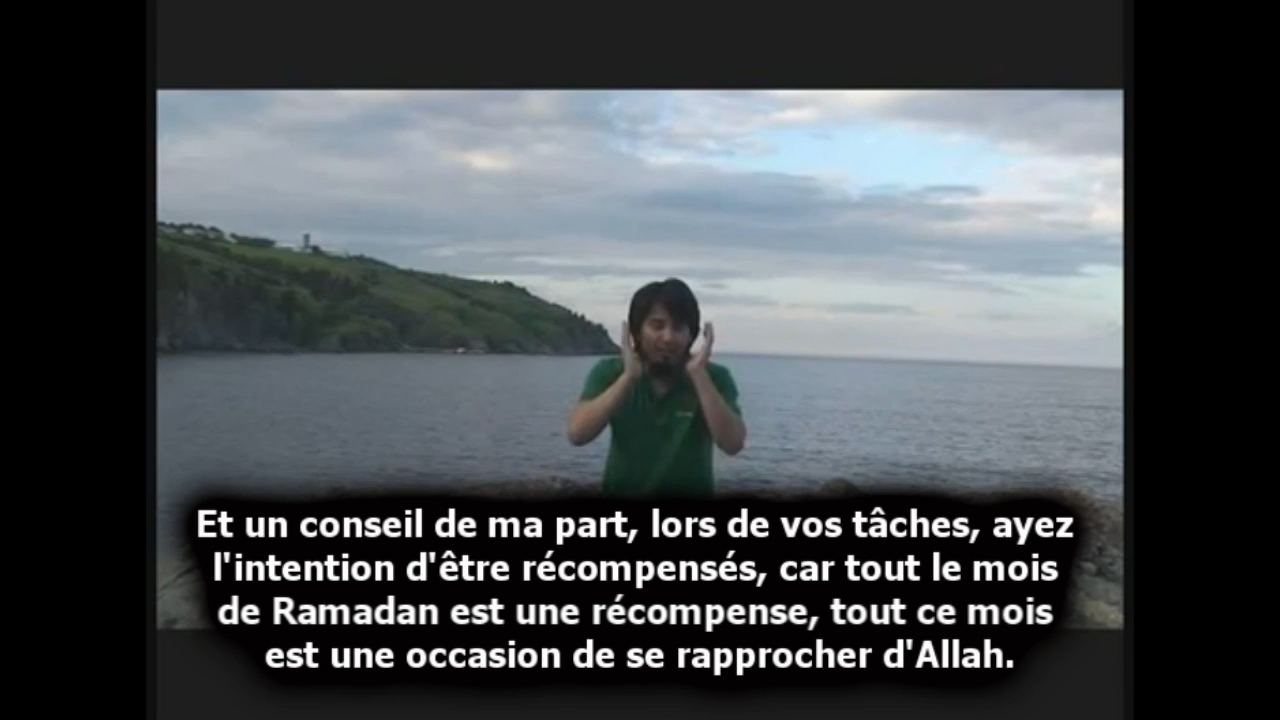 Et un conseil de ma part, lors de vos tâches, ayez
l'intention d'être récompensés, car tout le mois
de Ramadan est une récompense, tout ce mois
est une occasion de se rapprocher d'Allah.